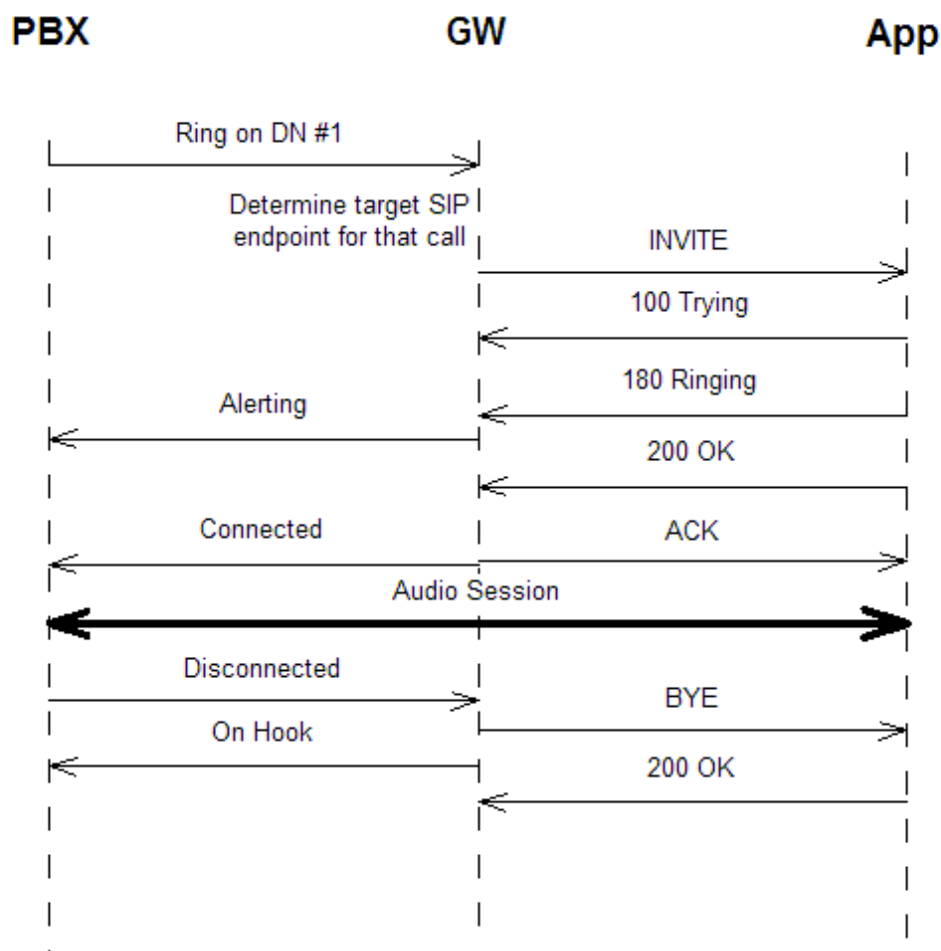 PBX
GW
App
Ring on DN #1
Determine target SIP
endpoint for that call
INVITE
100 Trying
180 Ringing
Alerting
200 OK
Connected
ACK
Audio Session
Disconnected
BYE
On Hook
200 OK